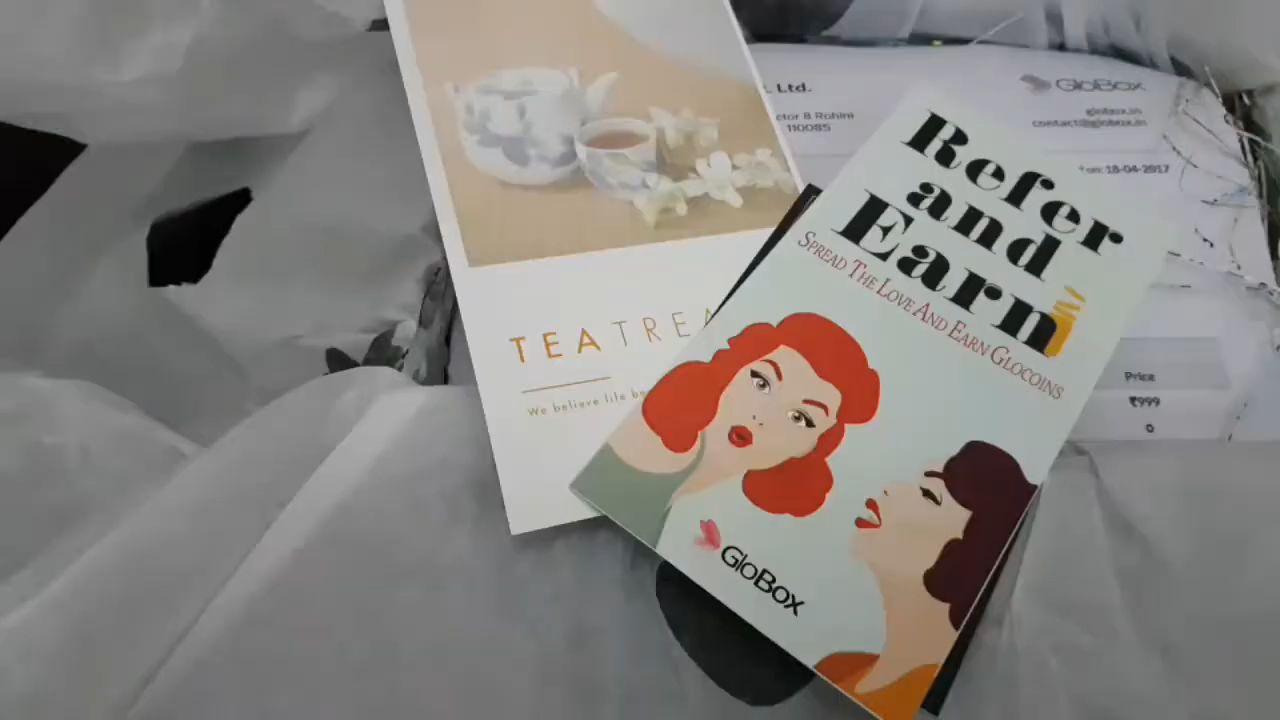 Ltd.
GLOBOX
globox.in
contact@globox.in
ctor 8 Rohini
110085
on: 18-04-2017
Refer
and
Earn
SPREAD THE LOVE AND EARN GLOCOINS
TEATREA
We believe life be
Price
₹999
0
GLOBOX